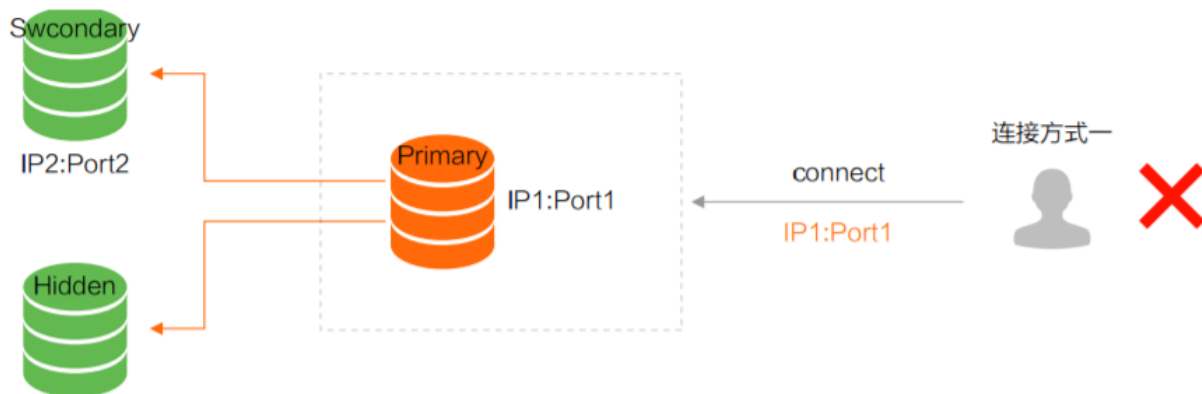 Swcondary
IP2:Port2
Primary
IP1:Port1
connect
IP1:Port1
连接方式一
Hidden